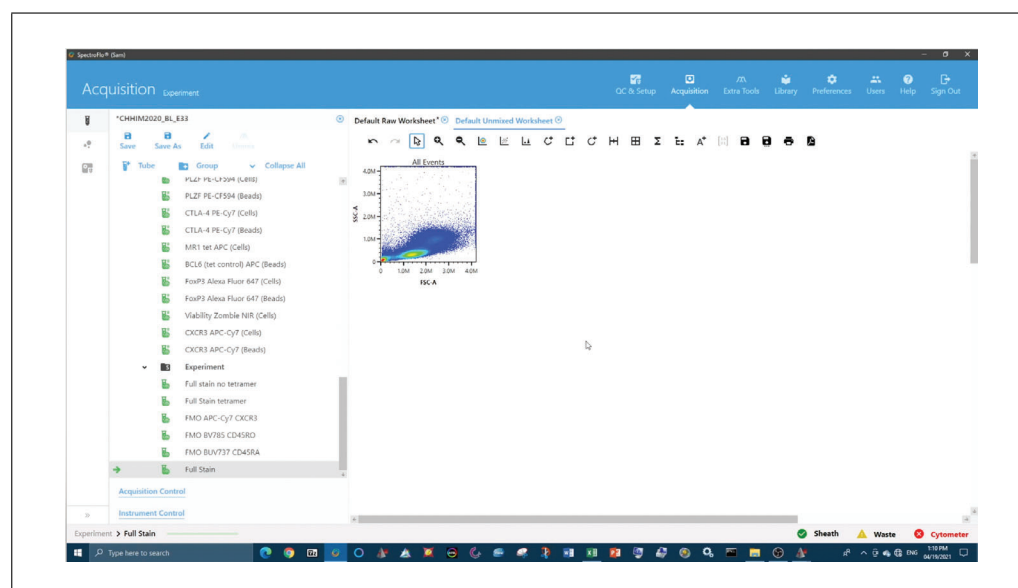 SpectroFlo® (Sam)
Acquisition Experiment
QC & Setup Acquisition Extra Tools Library Preferences Users Help Sign Out
*CHHIM2020_BL_E33
Default Raw Worksheet* Default Unmixed Worksheet
Save Save As Edit
Tube Group Collapse All
PLZF PE-CF594 (Cells)
PLZF PE-CF594 (Beads)
CTLA-4 PE-Cy7 (Cells)
CTLA-4 PE-Cy7 (Beads)
MR1 tet APC (Cells)
BCL6 (tet control) APC (Beads)
FoxP3 Alexa Fluor 647 (Cells)
FoxP3 Alexa Fluor 647 (Beads)
Viability Zombie NIR (Cells)
CXCR3 APC-Cy7 (Cells)
CXCR3 APC-Cy7 (Beads)
Experiment
Full stain no tetramer
Full Stain tetramer
FMO APC-Cy7 CXCR3
FMO BV785 CD45RO
FMO BUV737 CD45RA
Full Stain
Acquisition Control
Instrument Control
All Events
4.0M
3.0M
2.0M
1.0M
0
SSC-A
0 1.0M 2.0M 3.0M 4.0M
FSC-A
Experiment > Full Stain
Sheath Waste Cytometer
Type here to search
ENG
1:10 PM
04/19/2021